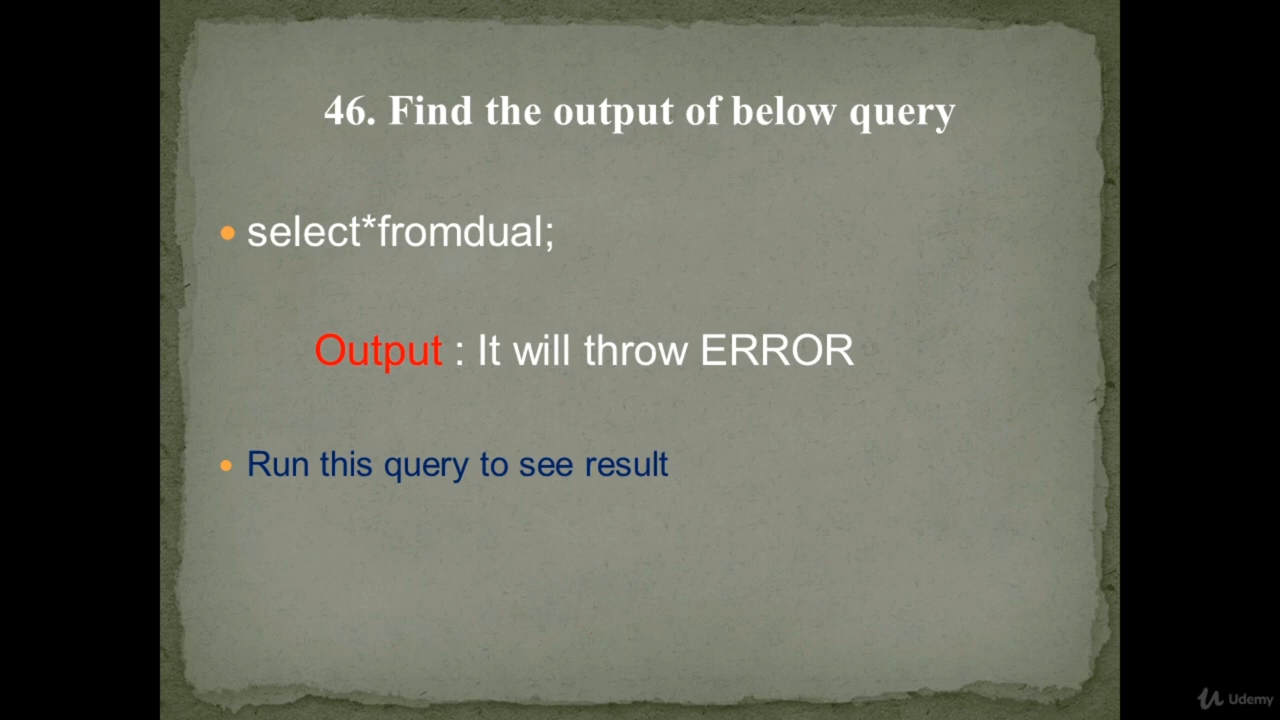 46. Find the output of below query
select*fromdual;
Output : It will throw ERROR
Run this query to see result
Udemy